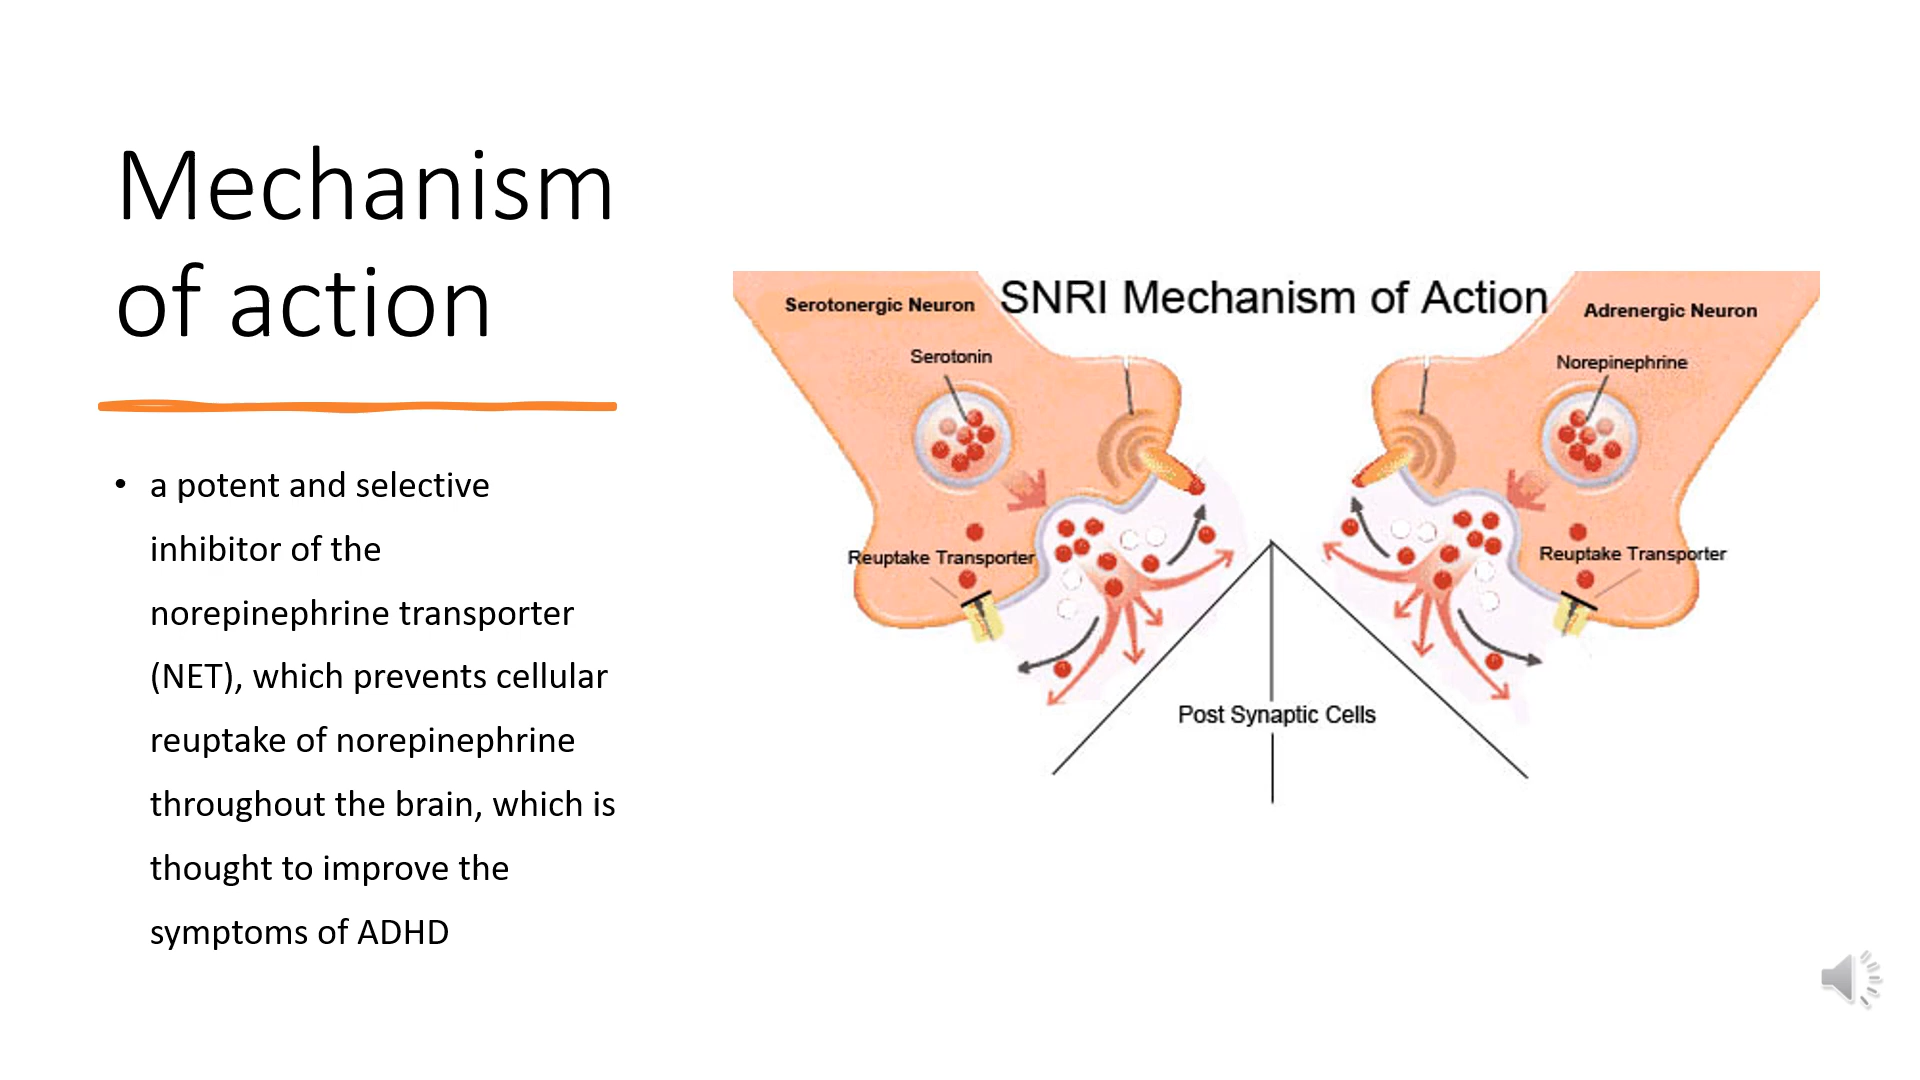 Mechanism
of action
• a potent and selective
inhibitor of the
norepinephrine transporter
(NET), which prevents cellular
reuptake of norepinephrine
throughout the brain, which is
thought to improve the
symptoms of ADHD
SNRI Mechanism of Action
Serotonergic Neuron
Adrenergic Neuron
Serotonin
Norepinephrine
Reuptake Transporter
Reuptake Transporter
Post Synaptic Cells